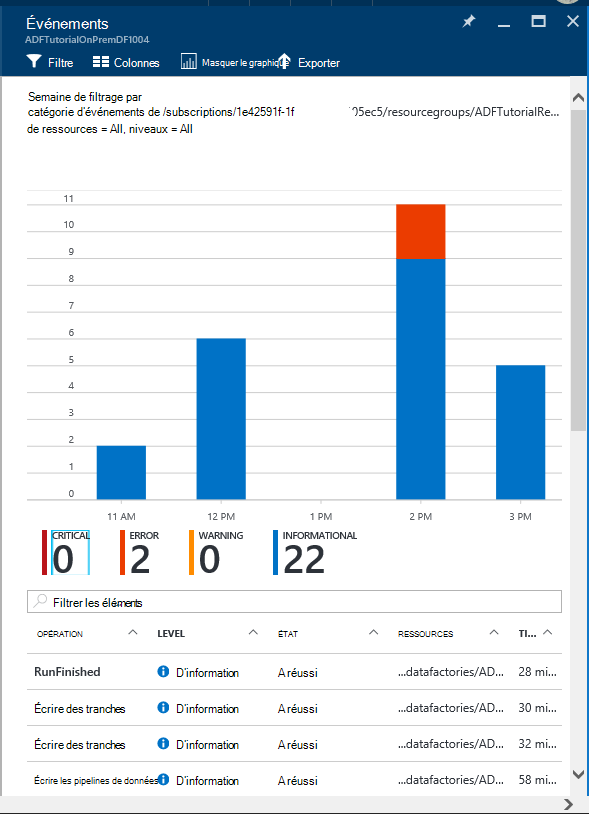 Événements
ADFTutorialOnPremDF1004
Filtre Colonnes Masquer le graphique Exporter
Semaine de filtrage par
catégorie d'événements de /subscriptions/1e42591f-1f 05ec5/resourcegroups/ADFTutorialRe...
de ressources = All, niveaux = All
11
10
9
8
7
6
5
4
3
2
1
0
11 AM 12 PM 1 PM 2 PM 3 PM
CRITICAL ERROR WARNING INFORMATIONAL
0 2 0 22
Filtrer les éléments
OPÉRATION LEVEL ÉTAT RESSOURCES TI...
RunFinished D'information A réussi ...datafactories/AD... 28 mi...
Écrire des tranches D'information A réussi ...datafactories/AD... 30 mi...
Écrire des tranches D'information A réussi ...datafactories/AD... 32 mi...
Écrire les pipelines de données D'information A réussi ...datafactories/AD... 58 mi...